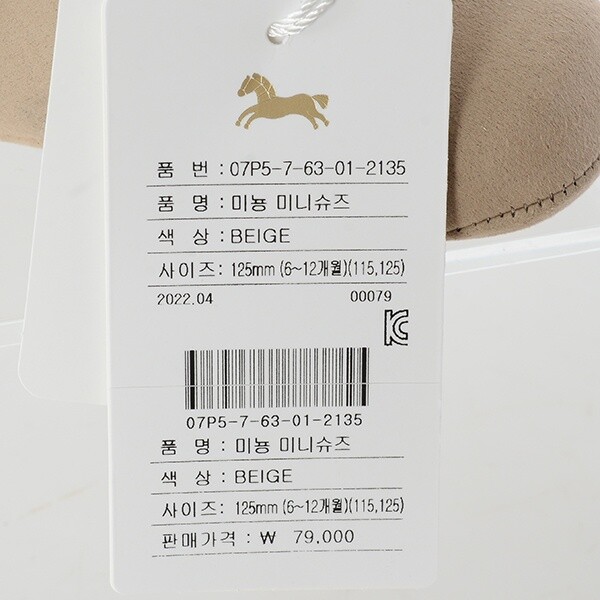 품 번 : 07P5-7-63-01-2135
품 명 : 미뇽 미니슈즈
색 상 : BEIGE
사이즈 : 125mm (6~12개월)(115,125)
2022.04 00079
KC
07P5-7-63-01-2135
품 명 : 미뇽 미니슈즈
색 상 : BEIGE
사이즈 : 125mm (6~12개월)(115,125)
판매가격 : ₩ 79,000